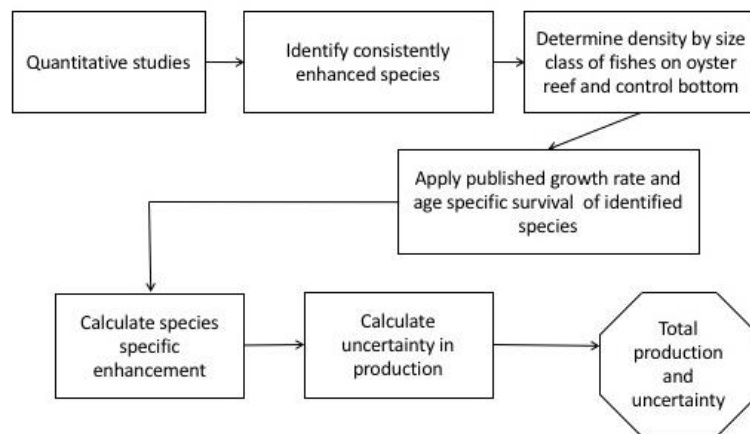 Quantitative studies
Identify consistently
enhanced species
Determine density by size
class of fishes on oyster
reef and control bottom
Apply published growth rate and
age specific survival of identified
species
Calculate species
specific
enhancement
Calculate
uncertainty in
production
Total
production
and
uncertainty